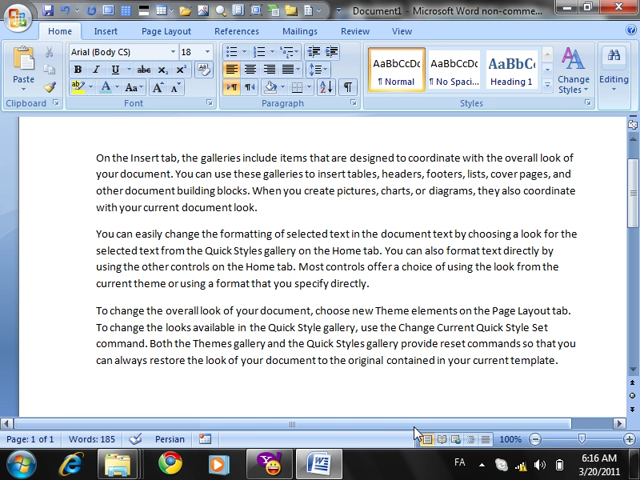 Document1 - Microsoft Word non-comme...
Home Insert Page Layout References Mailings Review View
Paste
Arial (Body CS) 18
B I U abc x₂ x² Aa
AaBbCcDc AaBbCcDc AaBbCc
¶ Normal ¶ No Spaci... Heading 1
Change Styles
Editing
Clipboard Font Paragraph Styles
On the Insert tab, the galleries include items that are designed to coordinate with the overall look of
your document. You can use these galleries to insert tables, headers, footers, lists, cover pages, and
other document building blocks. When you create pictures, charts, or diagrams, they also coordinate
with your current document look.
You can easily change the formatting of selected text in the document text by choosing a look for the
selected text from the Quick Styles gallery on the Home tab. You can also format text directly by
using the other controls on the Home tab. Most controls offer a choice of using the look from the
current theme or using a format that you specify directly.
To change the overall look of your document, choose new Theme elements on the Page Layout tab.
To change the looks available in the Quick Style gallery, use the Change Current Quick Style Set
command. Both the Themes gallery and the Quick Styles gallery provide reset commands so that you
can always restore the look of your document to the original contained in your current template.
Page: 1 of 1 Words: 185 Persian 100%
FA 6:16 AM
3/20/2011